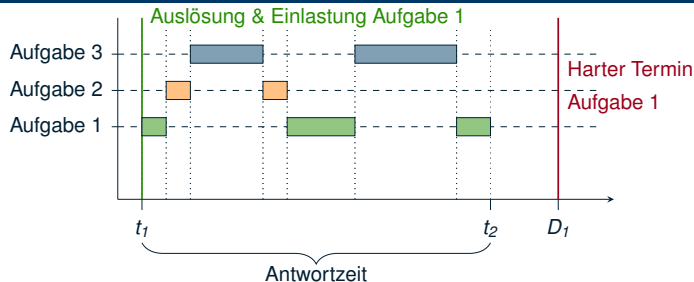 Auslösung & Einlastung Aufgabe 1
Aufgabe 3
Aufgabe 2
Aufgabe 1
Harter Termin
Aufgabe 1
t1
t2
D1
Antwortzeit